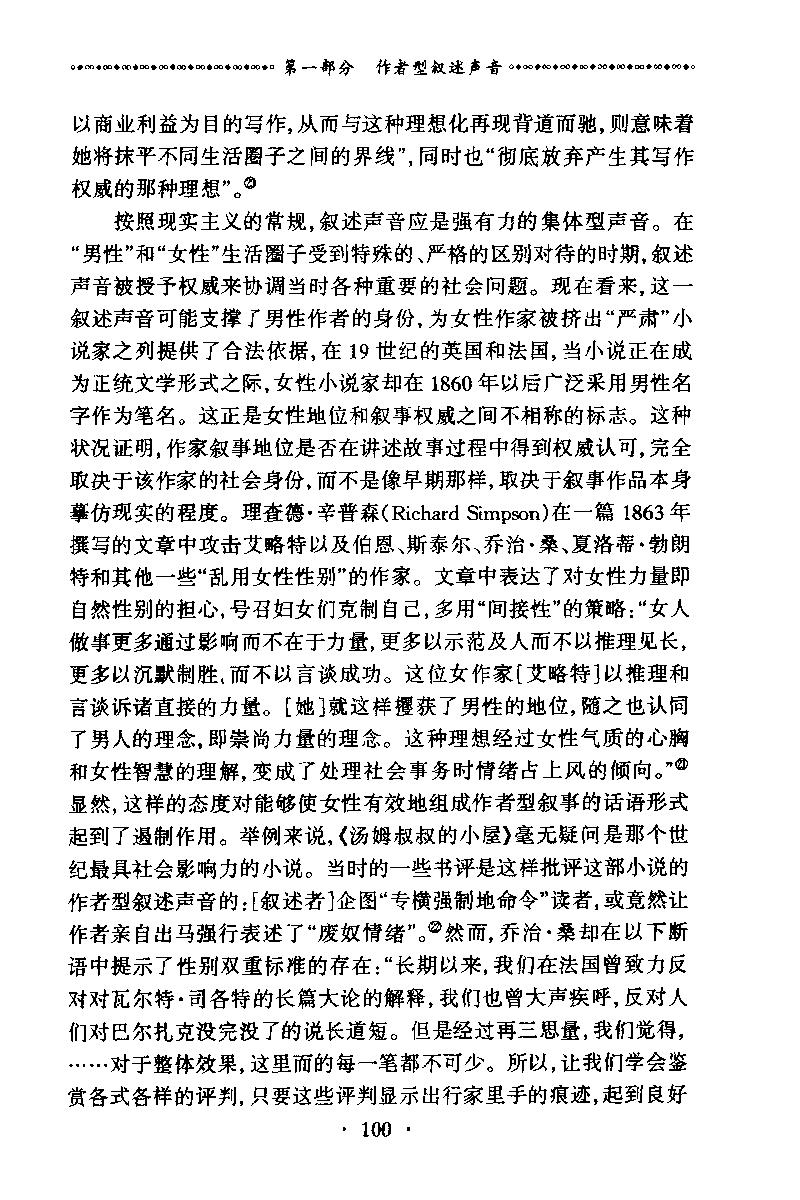 第一部分 作者型叙述声音
以商业利益为目的写作,从而与这种理想化再现背道而驰,则意味着
她将抹平不同生活圈子之间的界线”,同时也“彻底放弃产生其写作
权威的那种理想”。⑳
按照现实主义的常规,叙述声音应是强有力的集体型声音。在
“男性”和“女性”生活圈子受到特殊的、严格的区别对待的时期,叙述
声音被授予权威来协调当时各种重要的社会问题。现在看来,这一
叙述声音可能支撑了男性作者的身份,为女性作家被挤出“严肃”小
说家之列提供了合法依据,在 19 世纪的英国和法国,当小说正在成
为正统文学形式之际,女性小说家却在 1860 年以后广泛采用男性名
字作为笔名。这正是女性地位和叙事权威之间不相称的标志。这种
状况证明,作家叙事地位是否在讲述故事过程中得到权威认可,完全
取决于该作家的社会身份,而不是像早期那样,取决于叙事作品本身
摹仿现实的程度。理查德·辛普森(Richard Simpson)在一篇 1863 年
撰写的文章中攻击艾略特以及伯恩、斯泰尔、乔治·桑、夏洛蒂·勃朗
特和其他一些“乱用女性性别”的作家。文章中表达了对女性力量即
自然性别的担心,号召妇女们克制自己,多用“间接性”的策略:“女人
做事更多通过影响而不在于力量,更多以示范及人而不以推理见长,
更多以沉默制胜,而不以言谈成功。这位女作家[艾略特]以推理和
言谈诉诸直接的力量。[她]就这样攫获了男性的地位,随之也认同
了男人的理念,即崇尚力量的理念。这种理想经过女性气质的心胸
和女性智慧的理解,变成了处理社会事务时情绪占上风的倾向。”㉑
显然,这样的态度对能够使女性有效地组成作者型叙事的话语形式
起到了遏制作用。举例来说,《汤姆叔叔的小屋》毫无疑问是那个世
纪最具社会影响力的小说。当时的一些书评是这样批评这部小说的
作者型叙述声音的:[叙述者]企图“专横强制地命令”读者,或竟然让
作者亲自出马强行表述了“废奴情绪”。㉒然而,乔治·桑却在以下断
语中提示了性别双重标准的存在:“长期以来,我们在法国曾致力反
对对瓦尔特·司各特的长篇大论的解释,我们也曾大声疾呼,反对人
们对巴尔扎克没完没了的说长道短。但是经过再三思量,我们觉得,
……对于整体效果,这里而的每一笔都不可少。所以,让我们学会鉴
赏各式各样的评判,只要这些评判显示出行家里手的痕迹,起到良好
· 100 ·